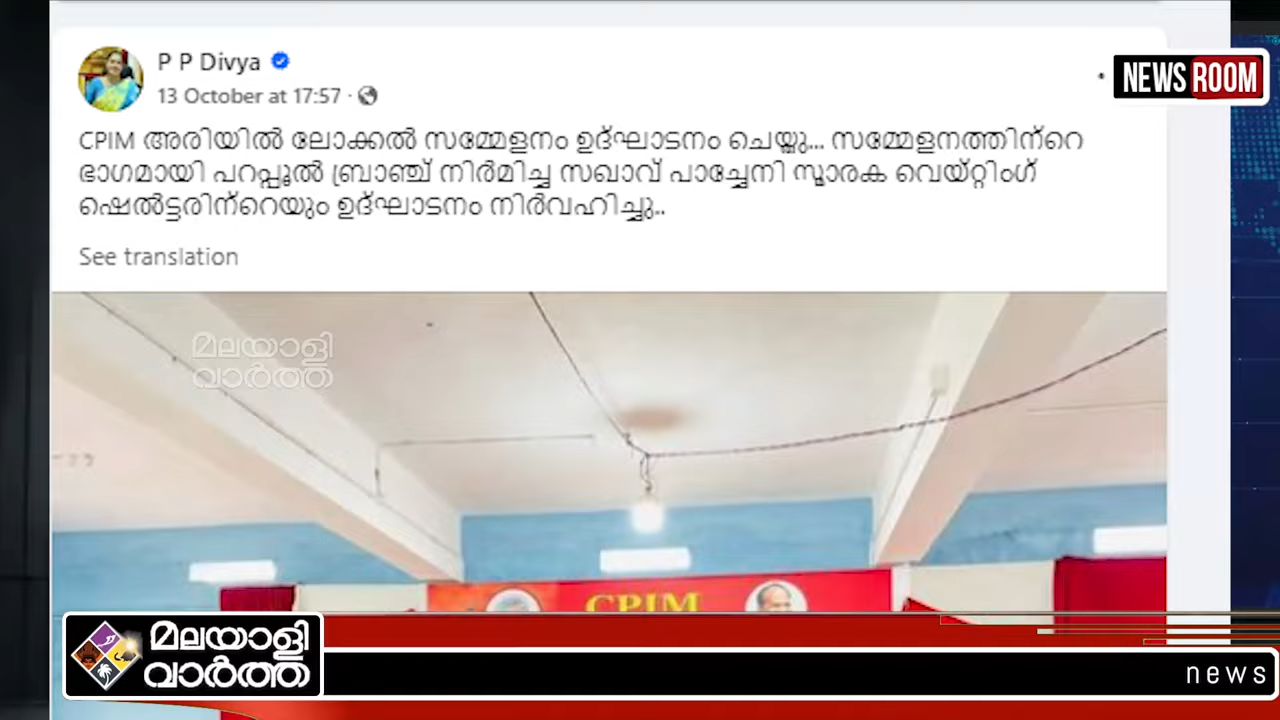 P P Divya
13 October at 17:57 ·
CPIM അരിയിൽ ലോക്കൽ സമ്മേളനം ഉദ്ഘാടനം ചെയ്തു... സമ്മേളനത്തിന്റെ
ഭാഗമായി പറപ്പൂൽ ബ്രാഞ്ച് നിർമിച്ച സഖാവ് പാച്ചേനി സ്മാരക വെയ്റ്റിംഗ്
ഷെൽട്ടരിന്റെയും ഉദ്ഘാടനം നിർവഹിച്ചു..
See translation
NEWS ROOM
മലയാളി
വാർത്ത
CPIM
മലയാളി
വാർത്ത
news